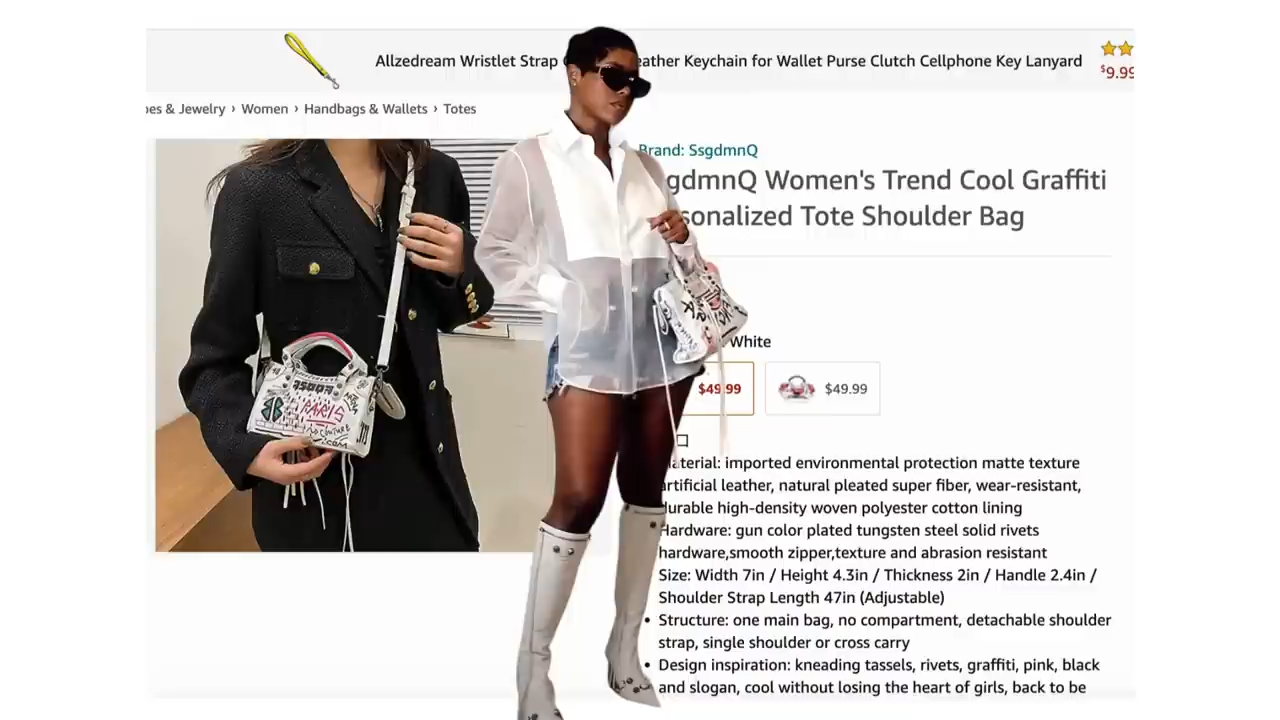 Allzedream Wristlet Strap eather Keychain for Wallet Purse Clutch Cellphone Key Lanyard
$9.99
oes & Jewelry › Women › Handbags & Wallets › Totes
Brand: SsgdmnQ
gdmnQ Women's Trend Cool Graffiti
sonalized Tote Shoulder Bag
White
$49.99 $49.99
aterial: imported environmental protection matte texture
artificial leather, natural pleated super fiber, wear-resistant,
durable high-density woven polyester cotton lining
Hardware: gun color plated tungsten steel solid rivets
hardware,smooth zipper,texture and abrasion resistant
Size: Width 7in / Height 4.3in / Thickness 2in / Handle 2.4in /
Shoulder Strap Length 47in (Adjustable)
• Structure: one main bag, no compartment, detachable shoulder
strap, single shoulder or cross carry
• Design inspiration: kneading tassels, rivets, graffiti, pink, black
and slogan, cool without losing the heart of girls, back to be
PARIS